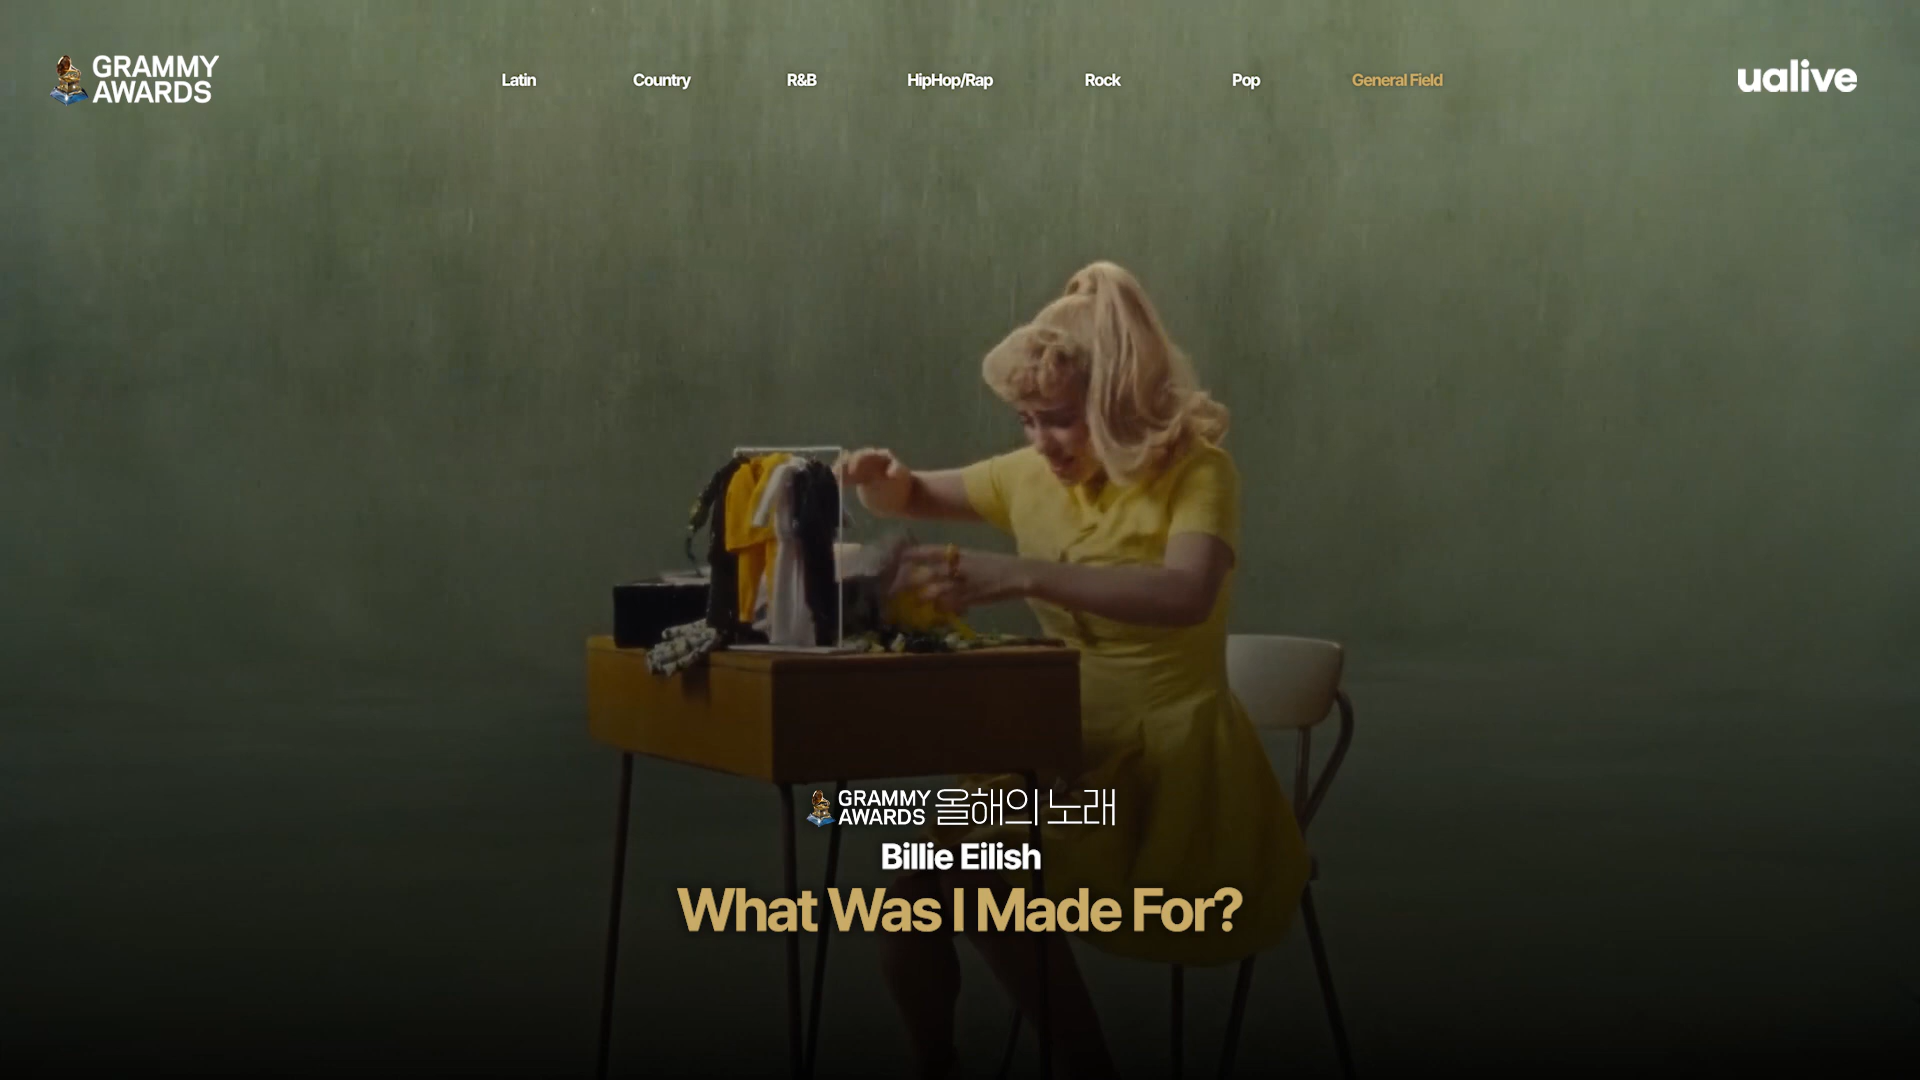 GRAMMY
AWARDS
Latin Country R&B HipHop/Rap Rock Pop General Field
ualive
GRAMMY
AWARDS 올해의 노래
Billie Eilish
What Was I Made For?